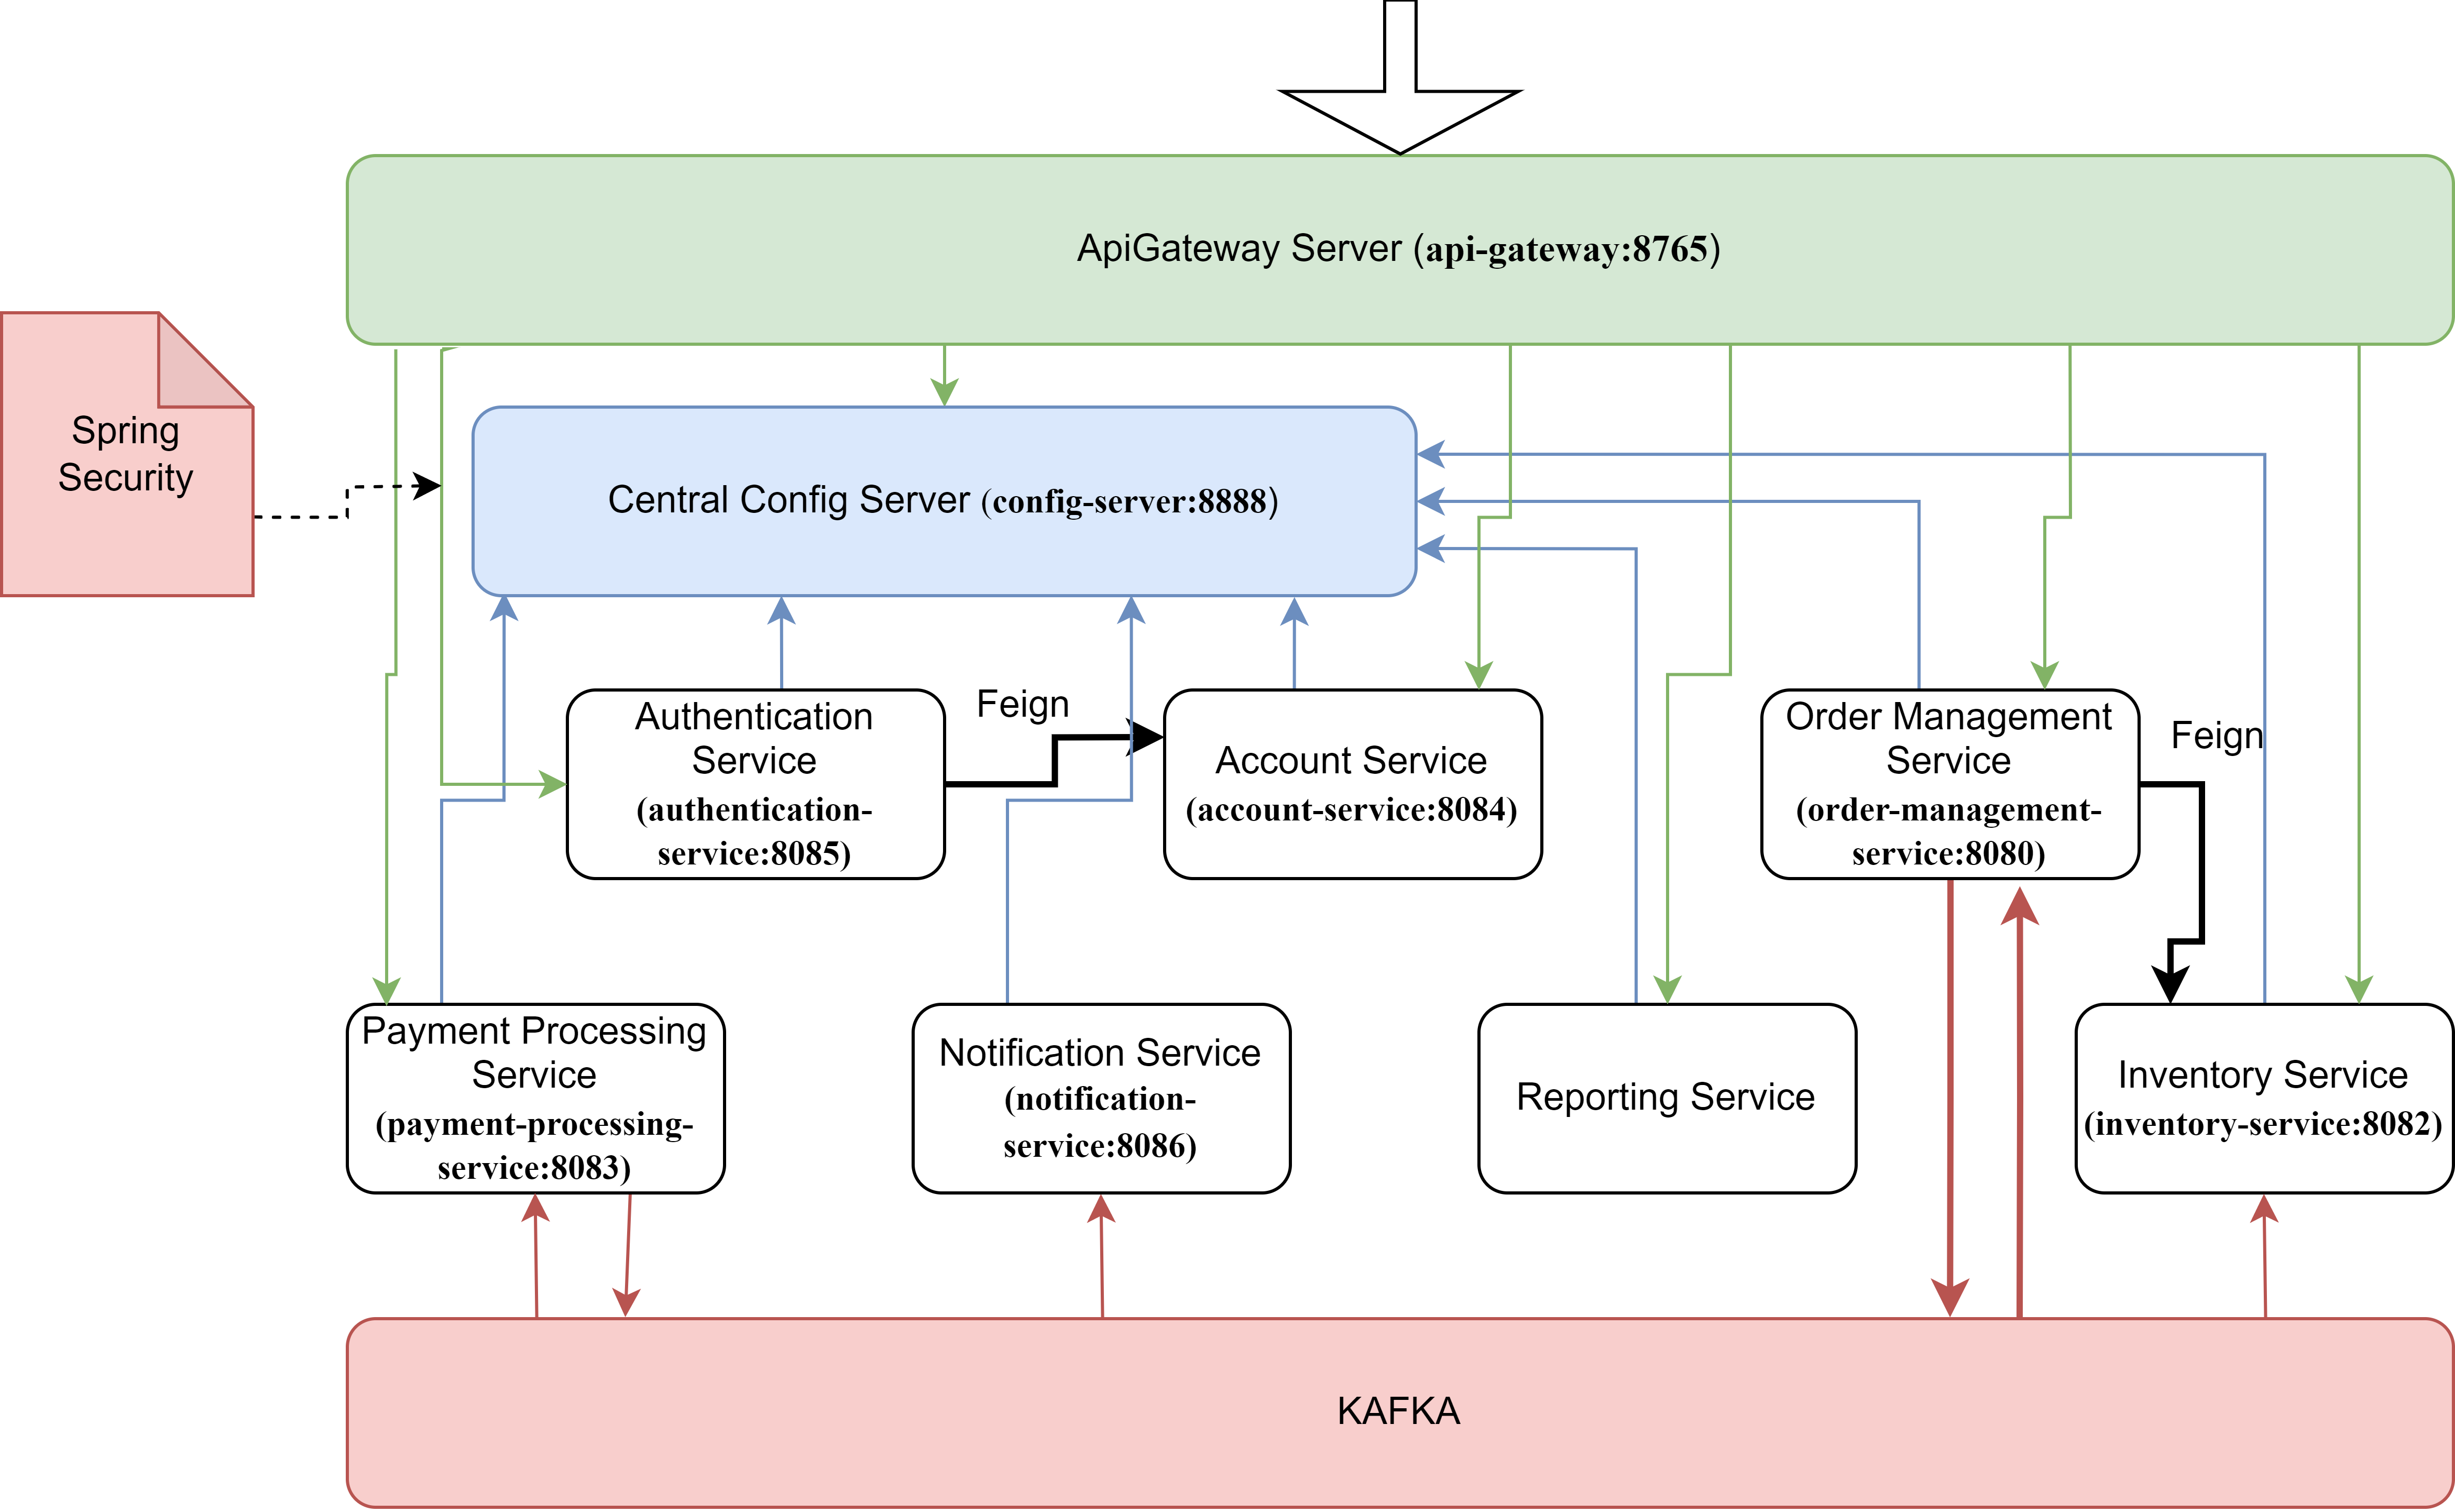 ApiGateway Server (api-gateway:8765)
Spring
Security
Central Config Server (config-server:8888)
Authentication
Service
(authentication-
service:8085)
Feign
Account Service
(account-service:8084)
Order Management
Service
(order-management-
service:8080)
Feign
Payment Processing
Service
(payment-processing-
service:8083)
Notification Service
(notification-
service:8086)
Reporting Service
Inventory Service
(inventory-service:8082)
KAFKA